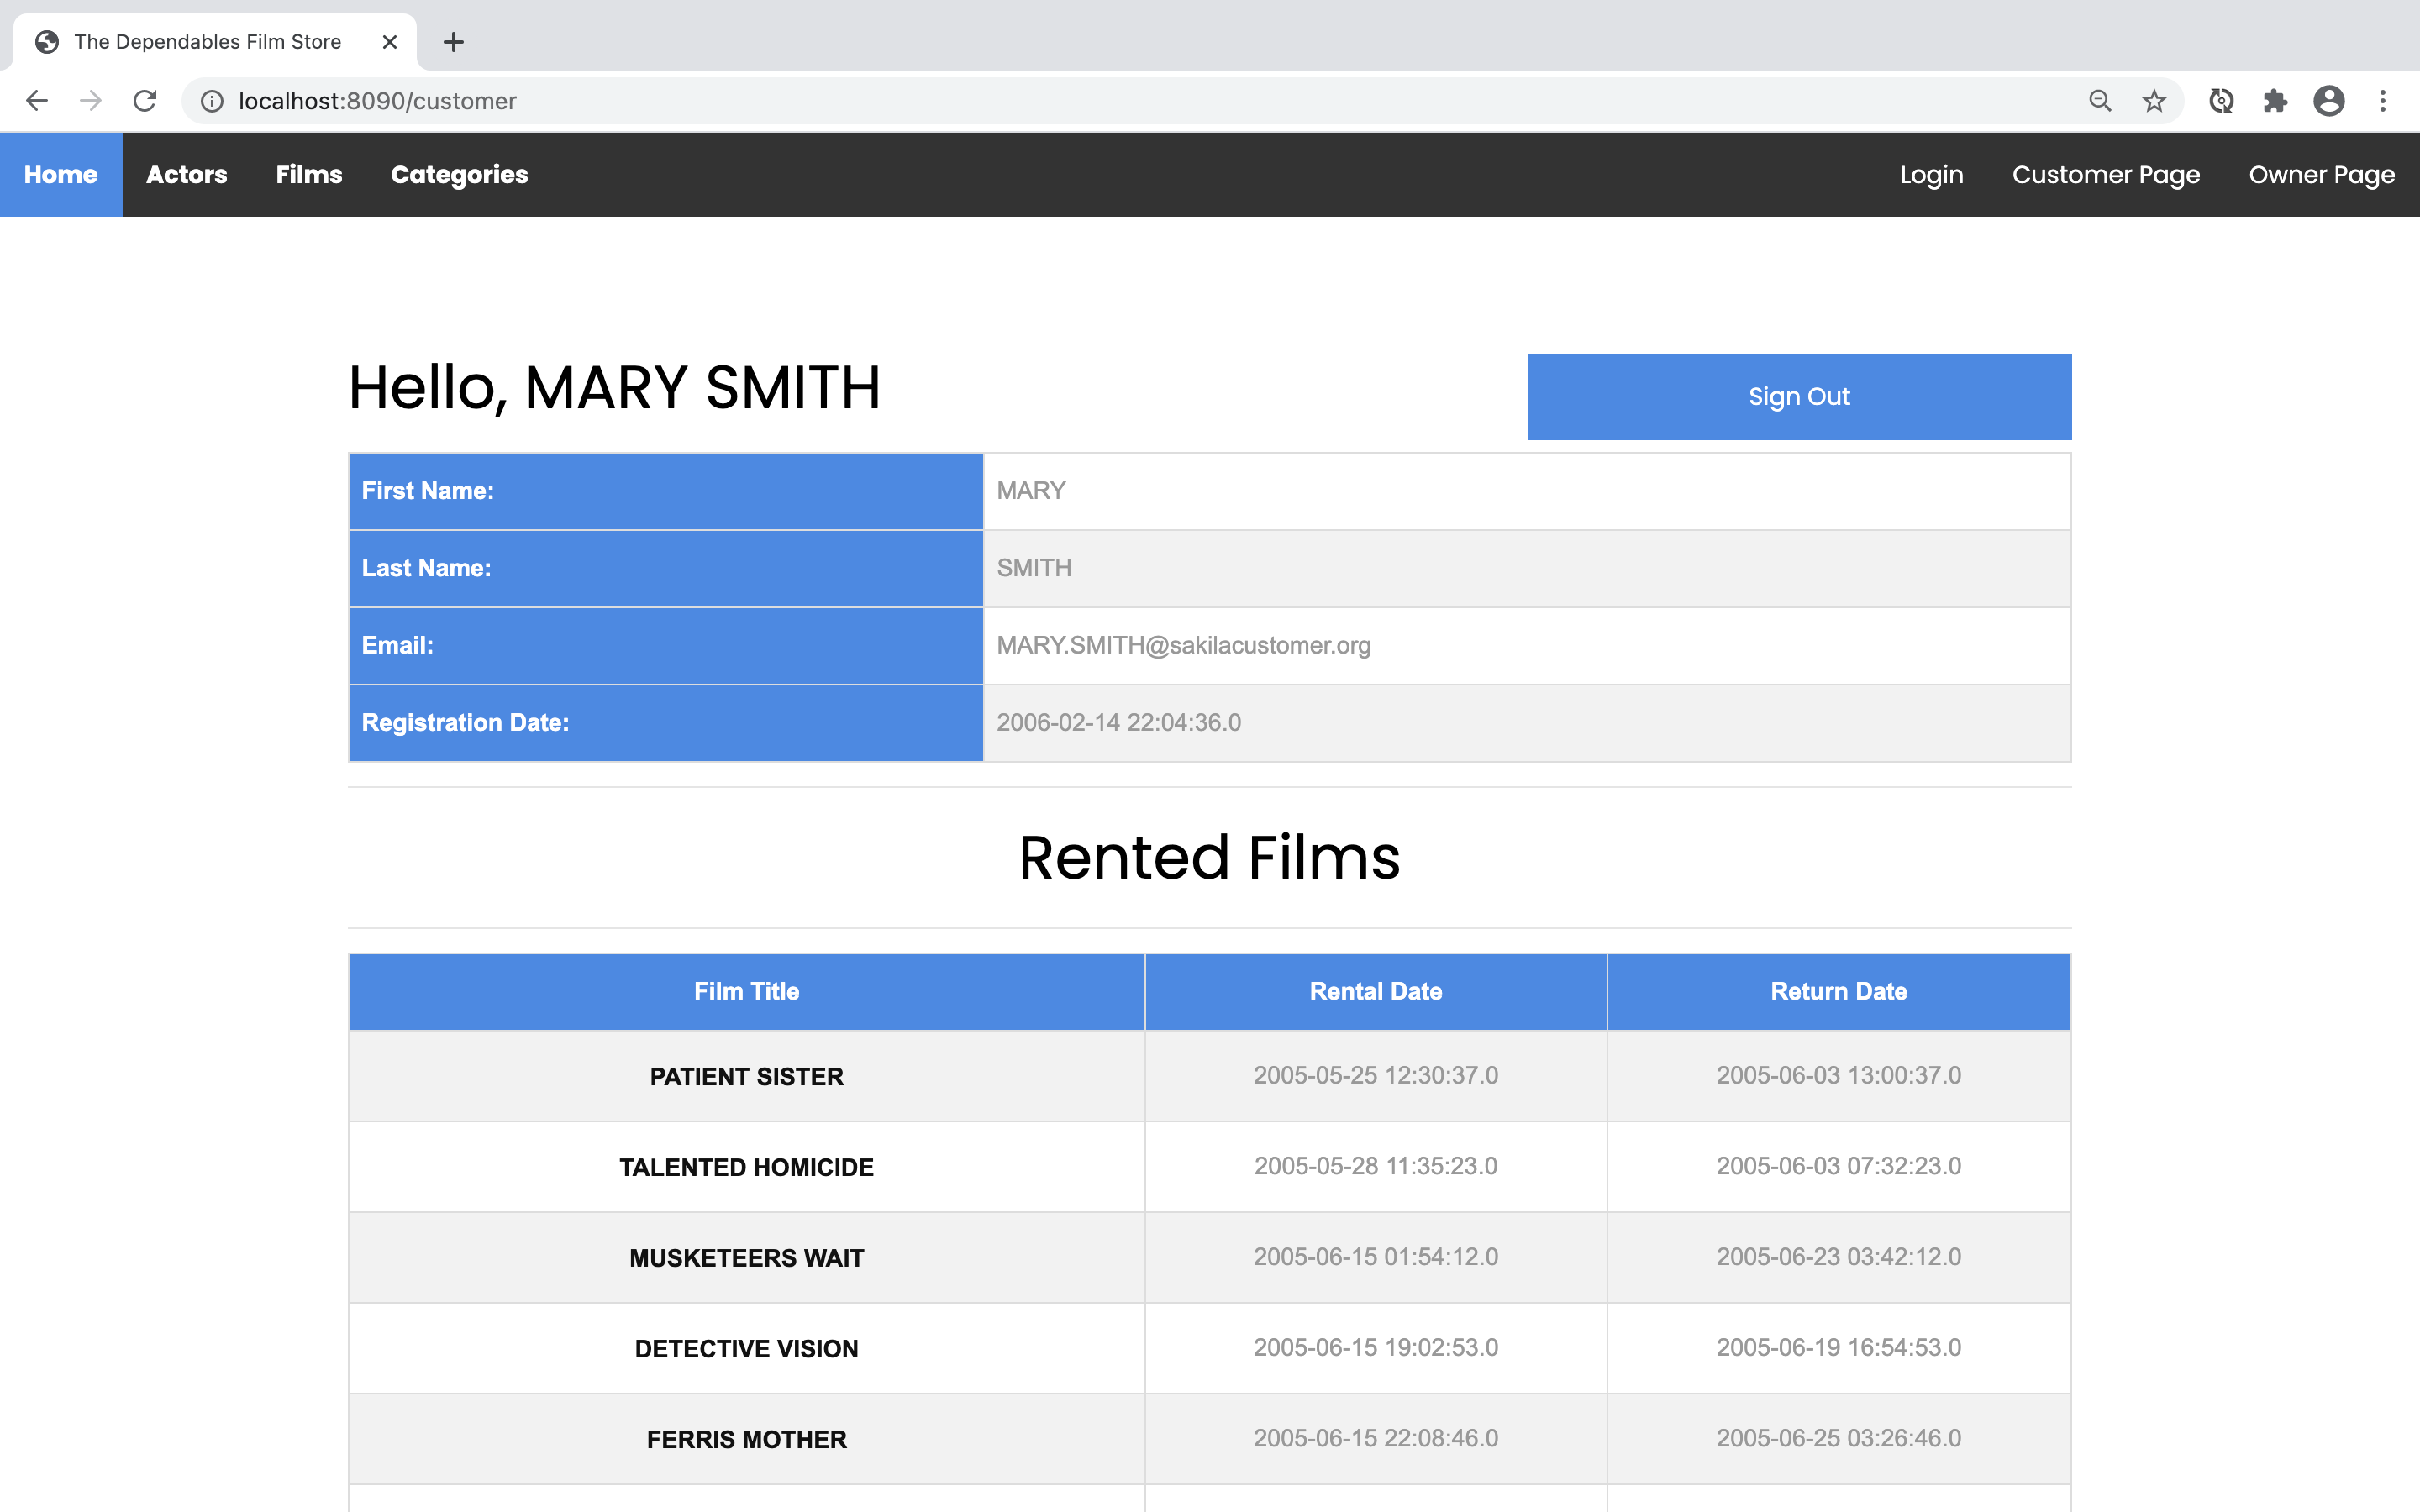 The Dependables Film Store
localhost:8090/customer
Home Actors Films Categories Login Customer Page Owner Page
Hello, MARY SMITH
Sign Out
First Name: MARY
Last Name: SMITH
Email: MARY.SMITH@sakilacustomer.org
Registration Date: 2006-02-14 22:04:36.0
Rented Films
Film Title Rental Date Return Date
PATIENT SISTER 2005-05-25 12:30:37.0 2005-06-03 13:00:37.0
TALENTED HOMICIDE 2005-05-28 11:35:23.0 2005-06-03 07:32:23.0
MUSKETEERS WAIT 2005-06-15 01:54:12.0 2005-06-23 03:42:12.0
DETECTIVE VISION 2005-06-15 19:02:53.0 2005-06-19 16:54:53.0
FERRIS MOTHER 2005-06-15 22:08:46.0 2005-06-25 03:26:46.0